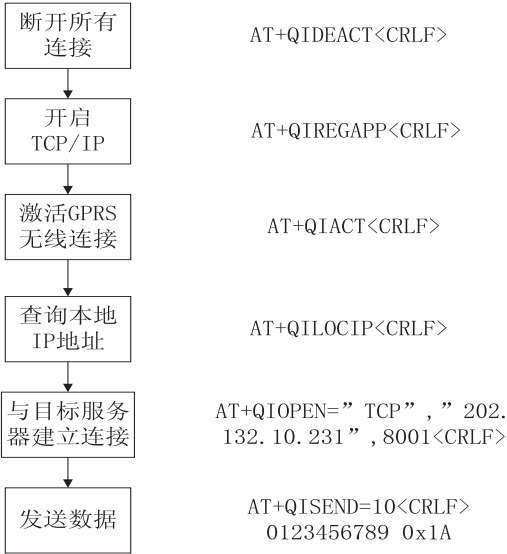 断开所有
连接
AT+QIDEACT<CRLF>
开启
TCP/IP
AT+QIREGAPP<CRLF>
激活GPRS
无线连接
AT+QIACT<CRLF>
查询本地
IP地址
AT+QILOCIP<CRLF>
与目标服务
器建立连接
AT+QIOPEN=”TCP”,”202.
132.10.231”,8001<CRLF>
发送数据
AT+QISEND=10<CRLF>
0123456789 0x1A